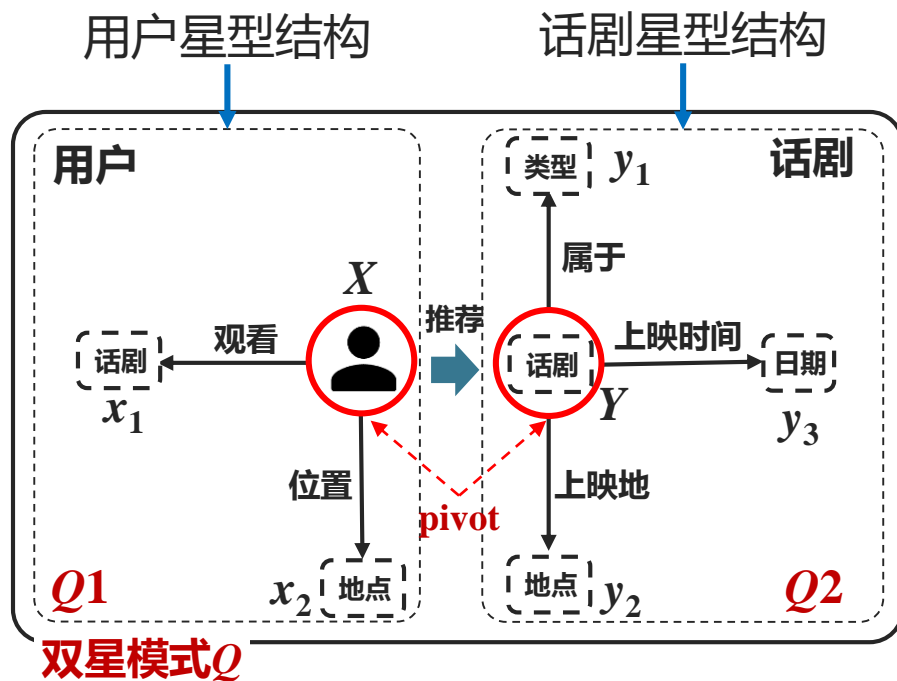 用户星型结构
话剧星型结构
用户
X
观看
话剧
x1
位置
x2
地点
Q1
推荐
pivot
话剧
类型
y1
属于
话剧
Y
上映时间
日期
y3
上映地
地点
y2
Q2
双星模式Q